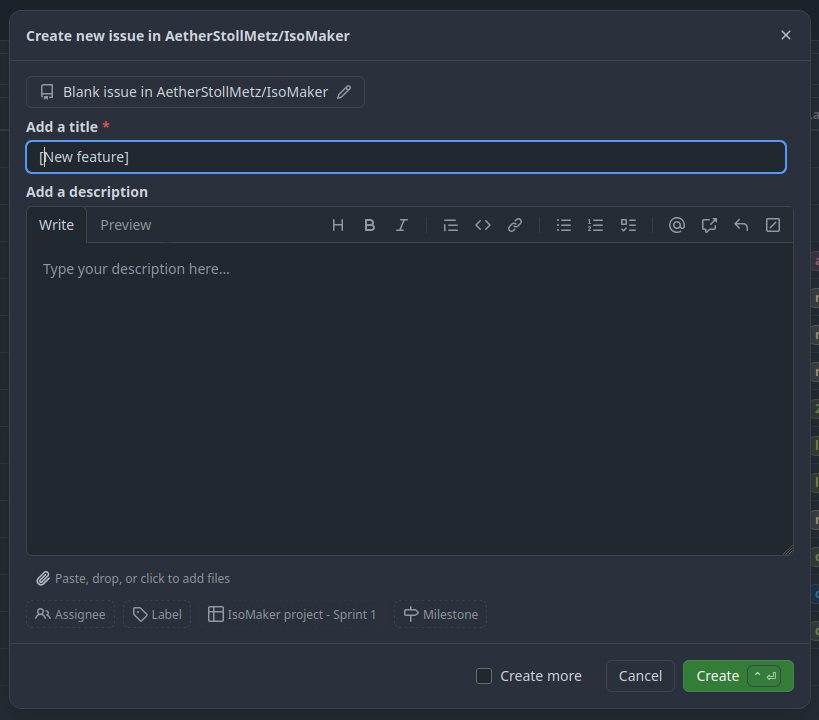 Create new issue in AetherStollMetz/IsoMaker
Blank issue in AetherStollMetz/IsoMaker
Add a title *
[New feature]
Add a description
Write Preview
Type your description here...
Paste, drop, or click to add files
Assignee Label IsoMaker project - Sprint 1 Milestone
Create more Cancel Create